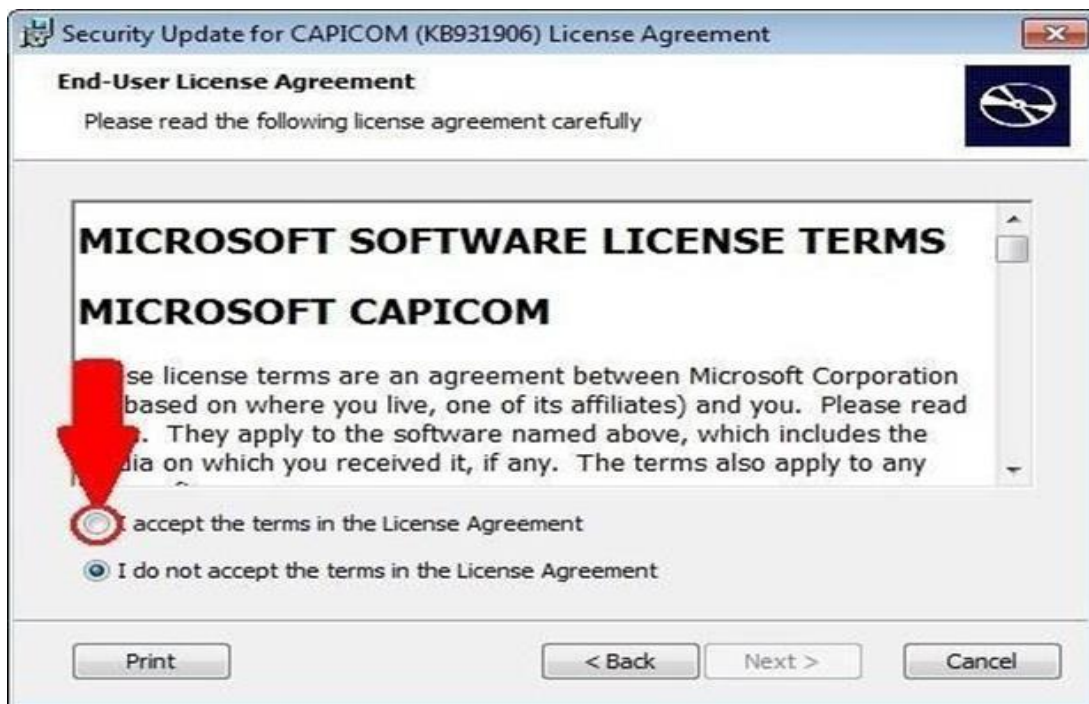 Security Update for CAPICOM (KB931906) License Agreement
End-User License Agreement
Please read the following license agreement carefully
MICROSOFT SOFTWARE LICENSE TERMS
MICROSOFT CAPICOM
se license terms are an agreement between Microsoft Corporation
based on where you live, one of its affiliates) and you. Please read
. They apply to the software named above, which includes the
dia on which you received it, if any. The terms also apply to any
I accept the terms in the License Agreement
I do not accept the terms in the License Agreement
Print
< Back
Next >
Cancel